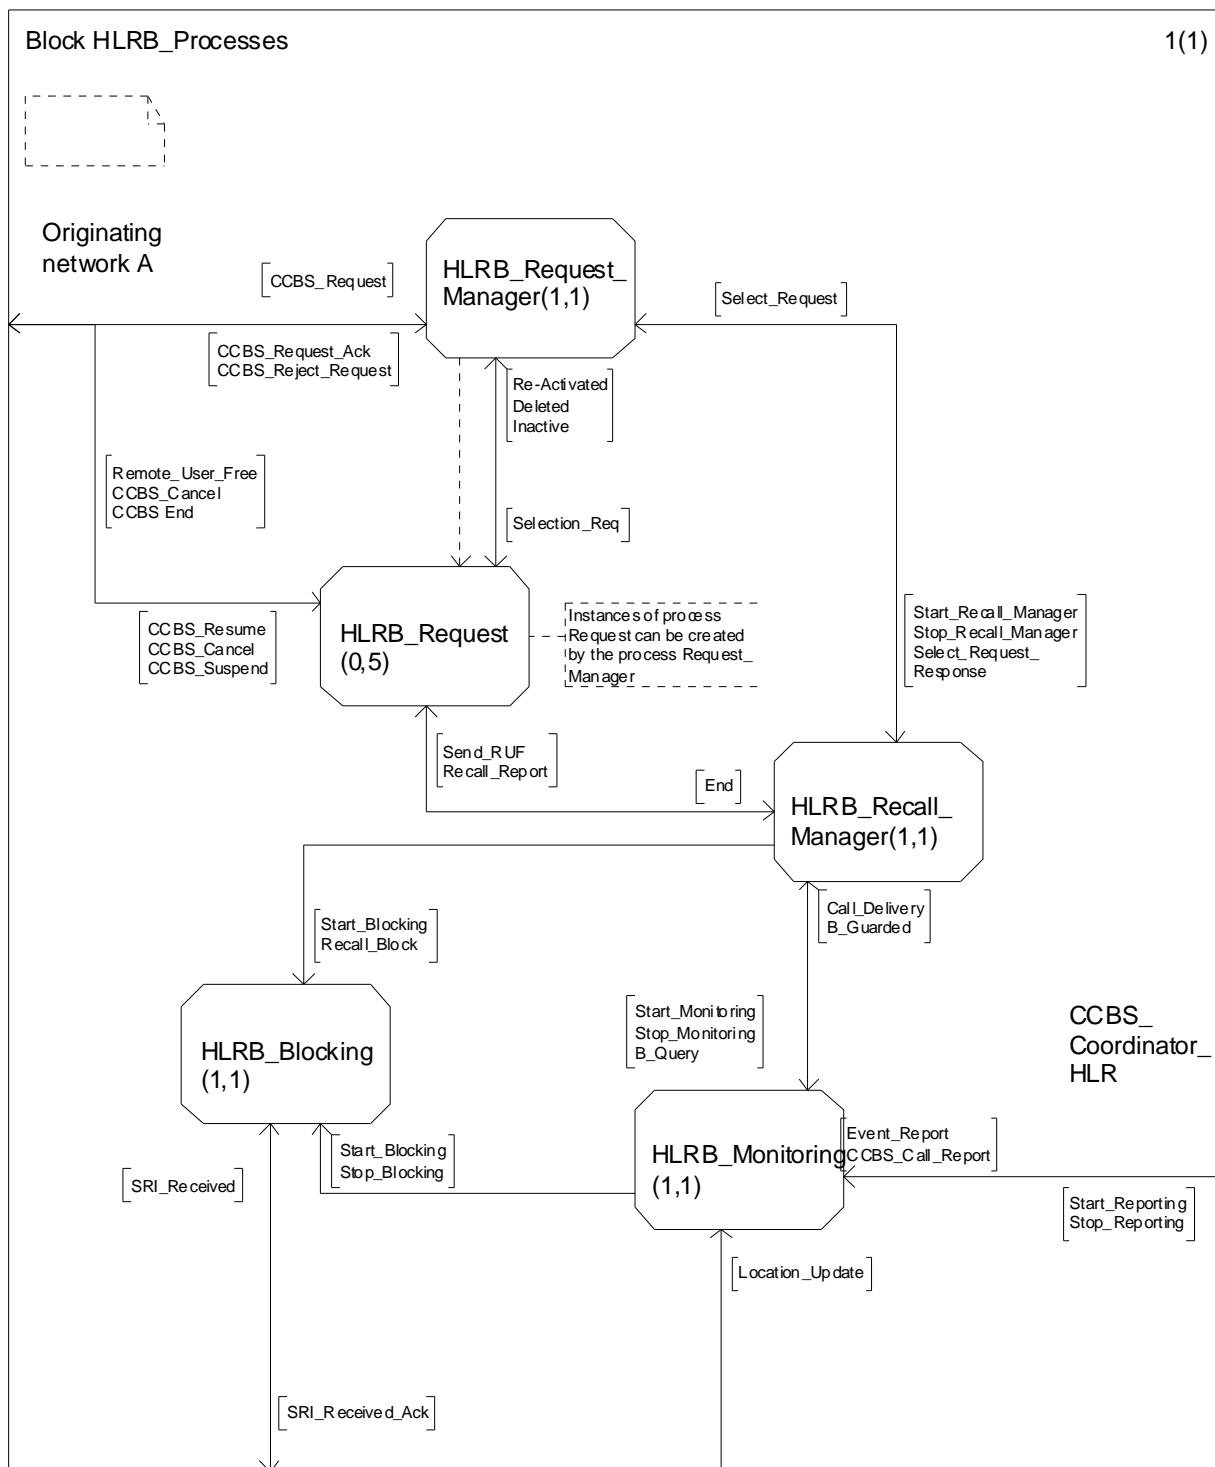 Block HLRB_Processes
1(1)
Originating
network A
CCBS_Request
HLRB_Request_
Manager(1,1)
Select_Request
CCBS_Request_Ack
CCBS_Reject_Request
Re-Activated
Deleted
Inactive
Remote_User_Free
CCBS_Cancel
CCBS End
Selection_Req
CCBS_Resume
CCBS_Cancel
CCBS_Suspend
HLRB_Request
(0,5)
Instances of process
Request can be created
by the process Request_
Manager
Start_Recall_Manager
Stop_Recall_Manager
Select_Request_
Response
Send_RUF
Recall_Report
End
HLRB_Recall_
Manager(1,1)
Start_Blocking
Recall_Block
Call_Delivery
B_Guarded
Start_Monitoring
Stop_Monitoring
B_Query
CCBS_
Coordinator_
HLR
HLRB_Blocking
(1,1)
Start_Blocking
Stop_Blocking
HLRB_Monitoring
(1,1)
Event_Report
CCBS_Call_Report
SRI_Received
Start_Reporting
Stop_Reporting
Location_Update
SRI_Received_Ack